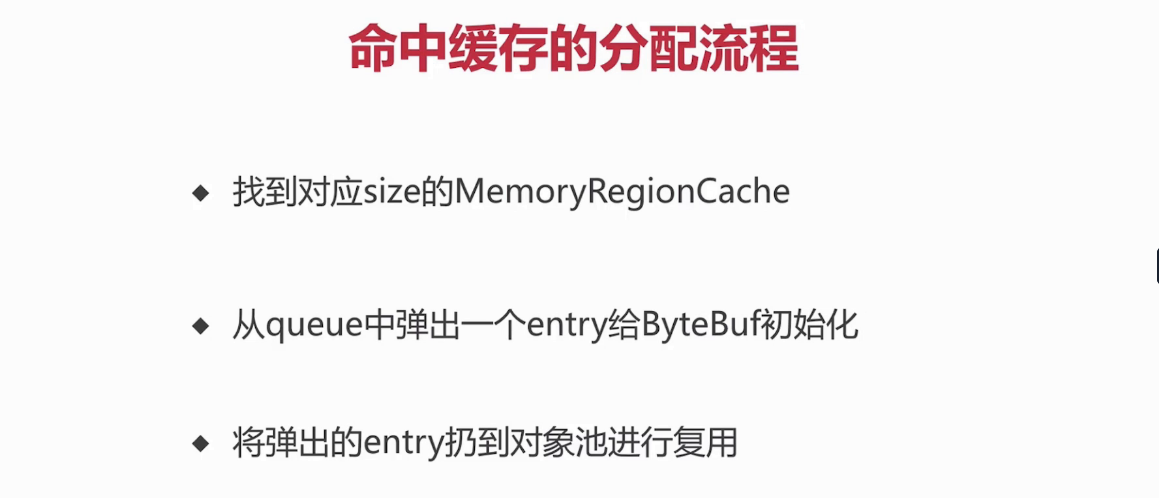 命中缓存的分配流程
找到对应size的MemoryRegionCache
从queue中弹出一个entry给ByteBuf初始化
将弹出的entry扔到对象池进行复用